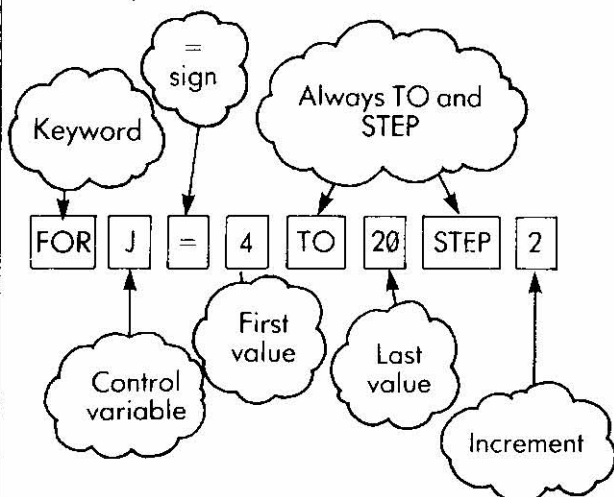 =
sign
Always TO and
STEP
Keyword
FOR J = 4 TO 20 STEP 2
First
value
Last
value
Control
variable
Increment